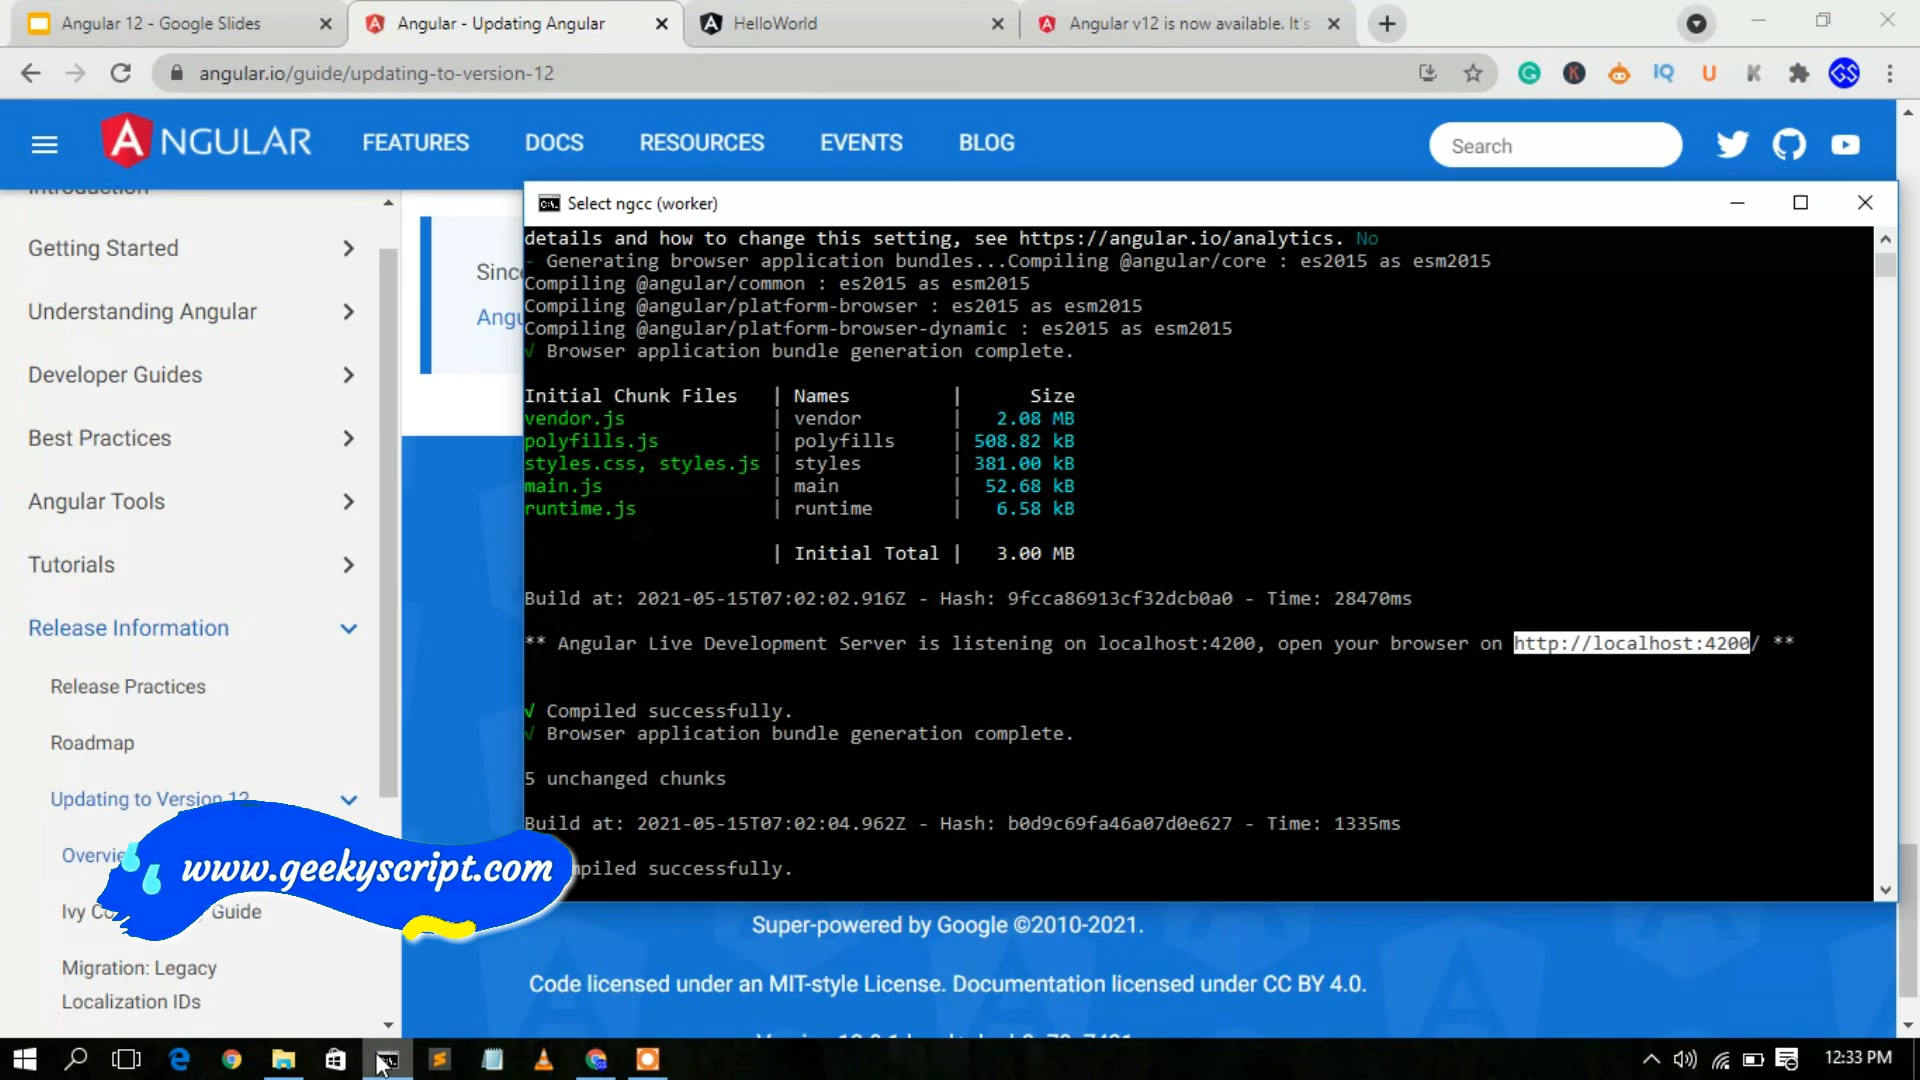 Angular 12 - Google Slides
Angular - Updating Angular
HelloWorld
Angular v12 is now available. It's
angular.io/guide/updating-to-version-12
ANGULAR
FEATURES
DOCS
RESOURCES
EVENTS
BLOG
Search
Introduction
Getting Started
Understanding Angular
Developer Guides
Best Practices
Angular Tools
Tutorials
Release Information
Release Practices
Roadmap
Updating to Version 12
Overvie
Ivy Co Guide
Migration: Legacy
Localization IDs
Since
Angu
Select ngcc (worker)
details and how to change this setting, see https://angular.io/analytics. No
- Generating browser application bundles...Compiling @angular/core : es2015 as esm2015
Compiling @angular/common : es2015 as esm2015
Compiling @angular/platform-browser : es2015 as esm2015
Compiling @angular/platform-browser-dynamic : es2015 as esm2015
√ Browser application bundle generation complete.
Initial Chunk Files | Names | Size
vendor.js | vendor | 2.08 MB
polyfills.js | polyfills | 508.82 kB
styles.css, styles.js | styles | 381.00 kB
main.js | main | 52.68 kB
runtime.js | runtime | 6.58 kB
| Initial Total | 3.00 MB
Build at: 2021-05-15T07:02:02.916Z - Hash: 9fcca86913cf32dcb0a0 - Time: 28470ms
** Angular Live Development Server is listening on localhost:4200, open your browser on http://localhost:4200/ **
√ Compiled successfully.
√ Browser application bundle generation complete.
5 unchanged chunks
Build at: 2021-05-15T07:02:04.962Z - Hash: b0d9c69fa46a07d0e627 - Time: 1335ms
mpiled successfully.
www.geekyscript.com
Super-powered by Google ©2010-2021.
Code licensed under an MIT-style License. Documentation licensed under CC BY 4.0.
12:33 PM